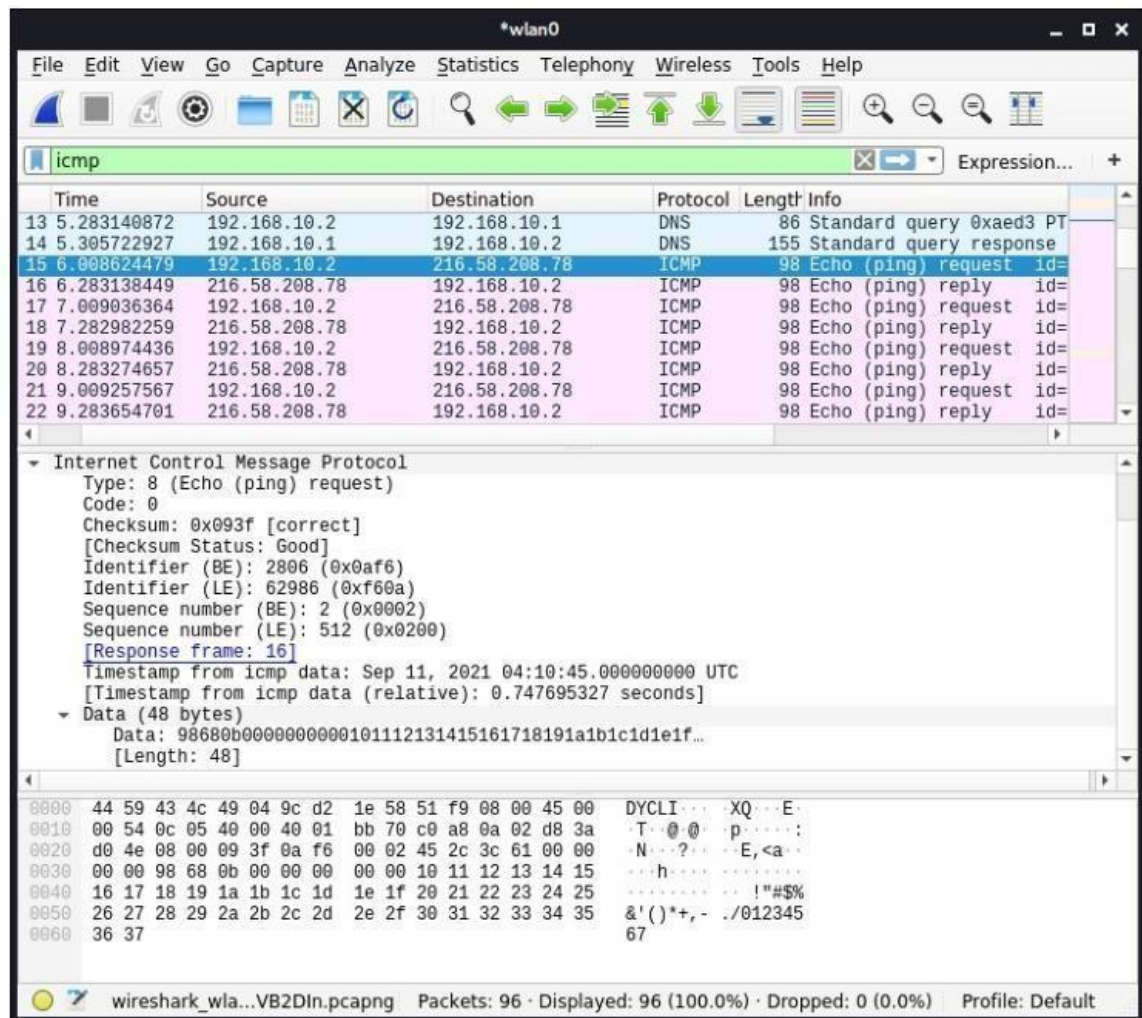 *wlan0
File Edit View Go Capture Analyze Statistics Telephony Wireless Tools Help
icmp Expression... +
Time Source Destination Protocol Length Info
13 5.283140872 192.168.10.2 192.168.10.1 DNS 86 Standard query 0xaed3 PT
14 5.305722927 192.168.10.1 192.168.10.2 DNS 155 Standard query response
15 6.008624479 192.168.10.2 216.58.208.78 ICMP 98 Echo (ping) request id=
16 6.283138449 216.58.208.78 192.168.10.2 ICMP 98 Echo (ping) reply id=
17 7.009036364 192.168.10.2 216.58.208.78 ICMP 98 Echo (ping) request id=
18 7.282982259 216.58.208.78 192.168.10.2 ICMP 98 Echo (ping) reply id=
19 8.008974436 192.168.10.2 216.58.208.78 ICMP 98 Echo (ping) request id=
20 8.283274657 216.58.208.78 192.168.10.2 ICMP 98 Echo (ping) reply id=
21 9.009257567 192.168.10.2 216.58.208.78 ICMP 98 Echo (ping) request id=
22 9.283654701 216.58.208.78 192.168.10.2 ICMP 98 Echo (ping) reply id=
Internet Control Message Protocol
Type: 8 (Echo (ping) request)
Code: 0
Checksum: 0x093f [correct]
[Checksum Status: Good]
Identifier (BE): 2806 (0x0af6)
Identifier (LE): 62986 (0xf60a)
Sequence number (BE): 2 (0x0002)
Sequence number (LE): 512 (0x0200)
[Response frame: 16]
Timestamp from icmp data: Sep 11, 2021 04:10:45.000000000 UTC
[Timestamp from icmp data (relative): 0.747695327 seconds]
Data (48 bytes)
Data: 98680b0000000000101112131415161718191a1b1c1d1e1f…
[Length: 48]
0000 44 59 43 4c 49 04 9c d2 1e 58 51 f9 08 00 45 00 DYCLI··· ·XQ···E·
0010 00 54 0c 05 40 00 40 01 bb 70 c0 a8 0a 02 d8 3a ·T··@·@· ·p·····:
0020 d0 4e 08 00 09 3f 0a f6 00 02 45 2c 3c 61 00 00 ·N···?·· ··E,<a··
0030 00 00 98 68 0b 00 00 00 00 00 10 11 12 13 14 15 ···h···· ········
0040 16 17 18 19 1a 1b 1c 1d 1e 1f 20 21 22 23 24 25 ········ ·· !"#$%
0050 26 27 28 29 2a 2b 2c 2d 2e 2f 30 31 32 33 34 35 &'()*+,- ./012345
0060 36 37 67
wireshark_wla...VB2DIn.pcapng Packets: 96 · Displayed: 96 (100.0%) · Dropped: 0 (0.0%) Profile: Default